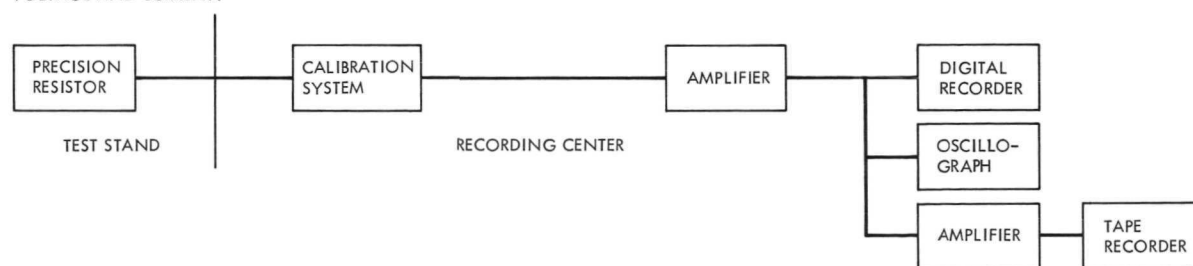 PRECISION
RESISTOR
CALIBRATION
SYSTEM
AMPLIFIER
DIGITAL
RECORDER
TEST STAND
RECORDING CENTER
OSCILLO-
GRAPH
AMPLIFIER
TAPE
RECORDER